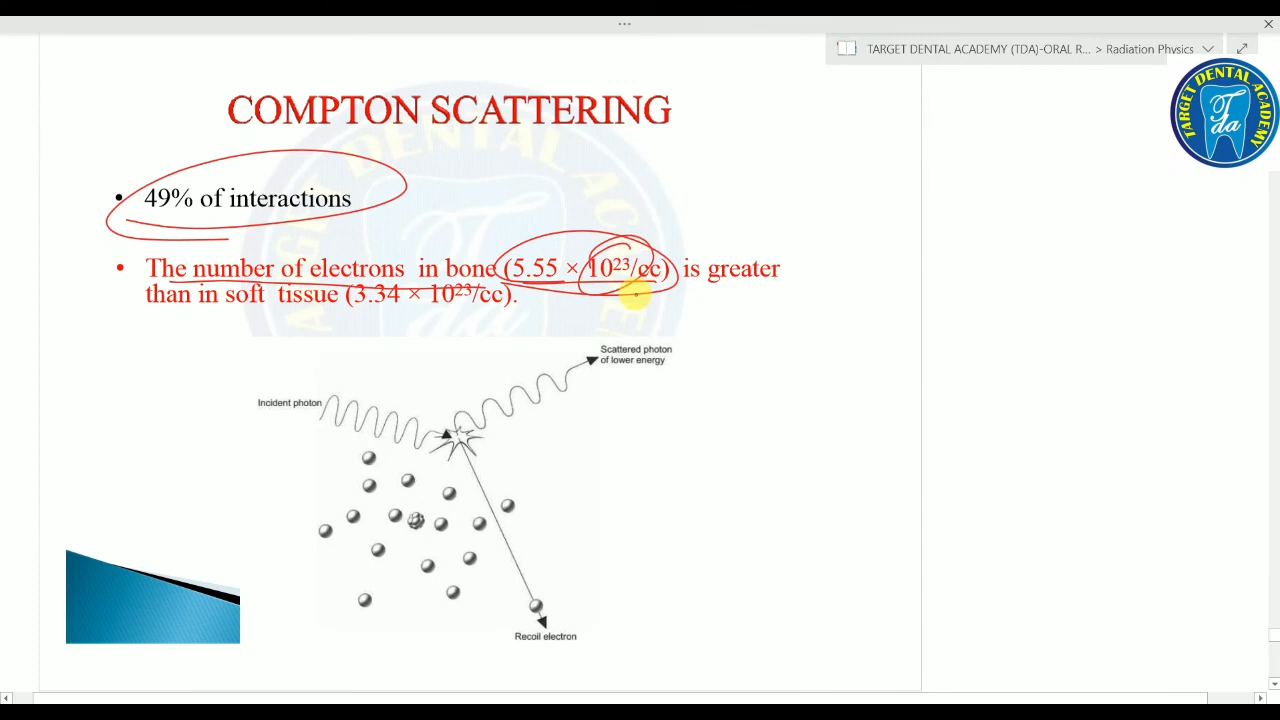 TARGET DENTAL ACADEMY (TDA)-ORAL R... > Radiation Physics
TARGET DENTAL ACADEMY
Tda
COMPTON SCATTERING
• 49% of interactions
• The number of electrons in bone (5.55 × 10²³/cc) is greater
than in soft tissue (3.34 × 10²³/cc).
Scattered photon
of lower energy
Incident photon
Recoil electron